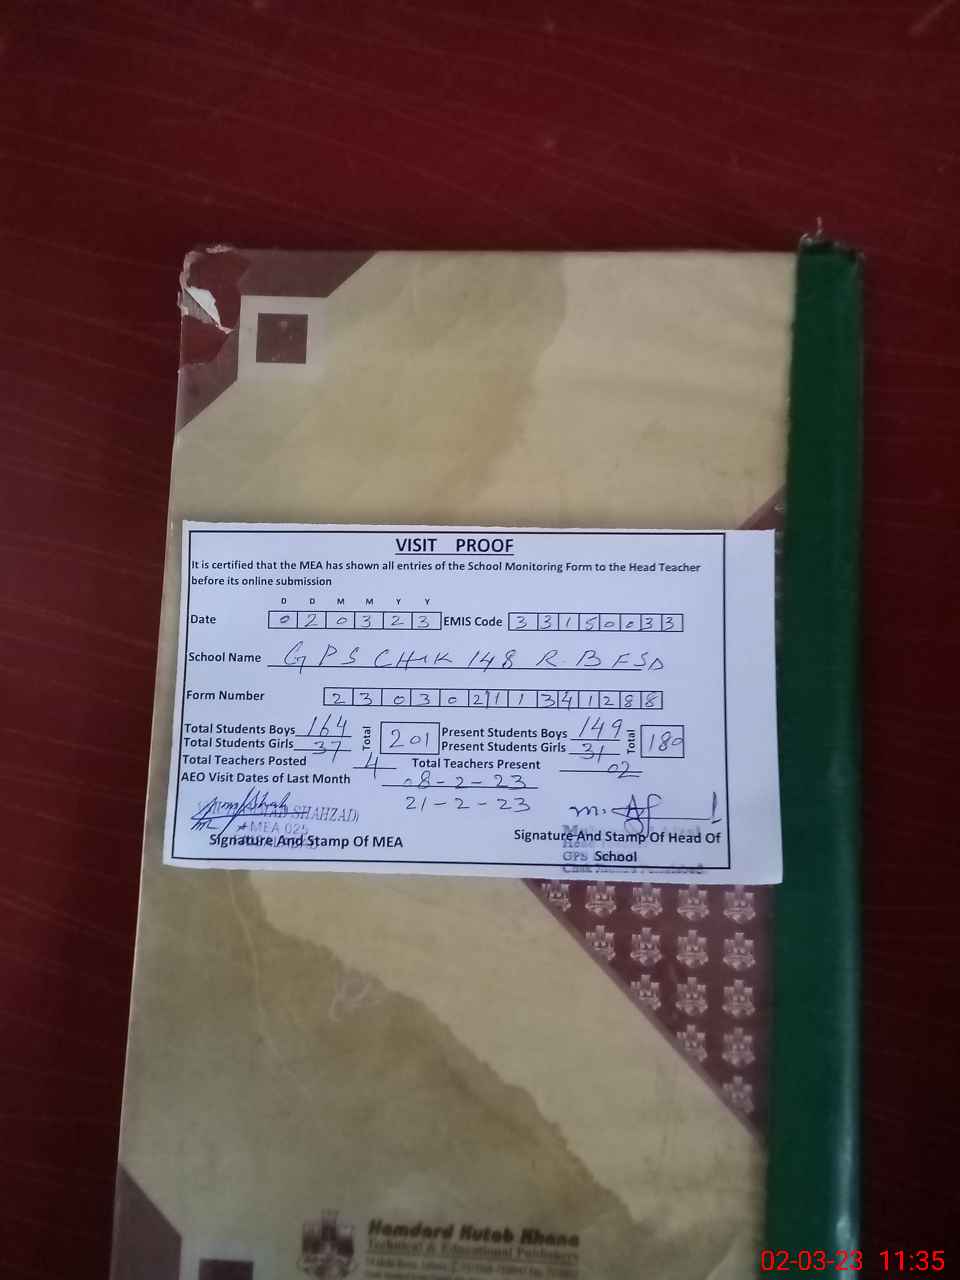 VISIT PROOF
It is certified that the MEA has shown all entries of the School Monitoring Form to the Head Teacher
before its online submission
D D M M Y Y
Date 0 2 0 3 2 3 EMIS Code 3 3 1 5 0 0 3 3
School Name GPS CHK 148 R.B FSD
Form Number 2 3 0 3 0 2 1 1 3 4 1 2 8 8
Total Students Boys 164 Total 201 Present Students Boys 149 Total 180
Total Students Girls 37 Present Students Girls 31
Total Teachers Posted 4 Total Teachers Present 02
AEO Visit Dates of Last Month 08-2-23
21-2-23
SHAHZAD
MEA 025
Signature And Stamp Of MEA
Signature And Stamp Of Head Of
GPS School
Hamdard Kutab Khana
Technical & Educational Publishers
02-03-23 11:35